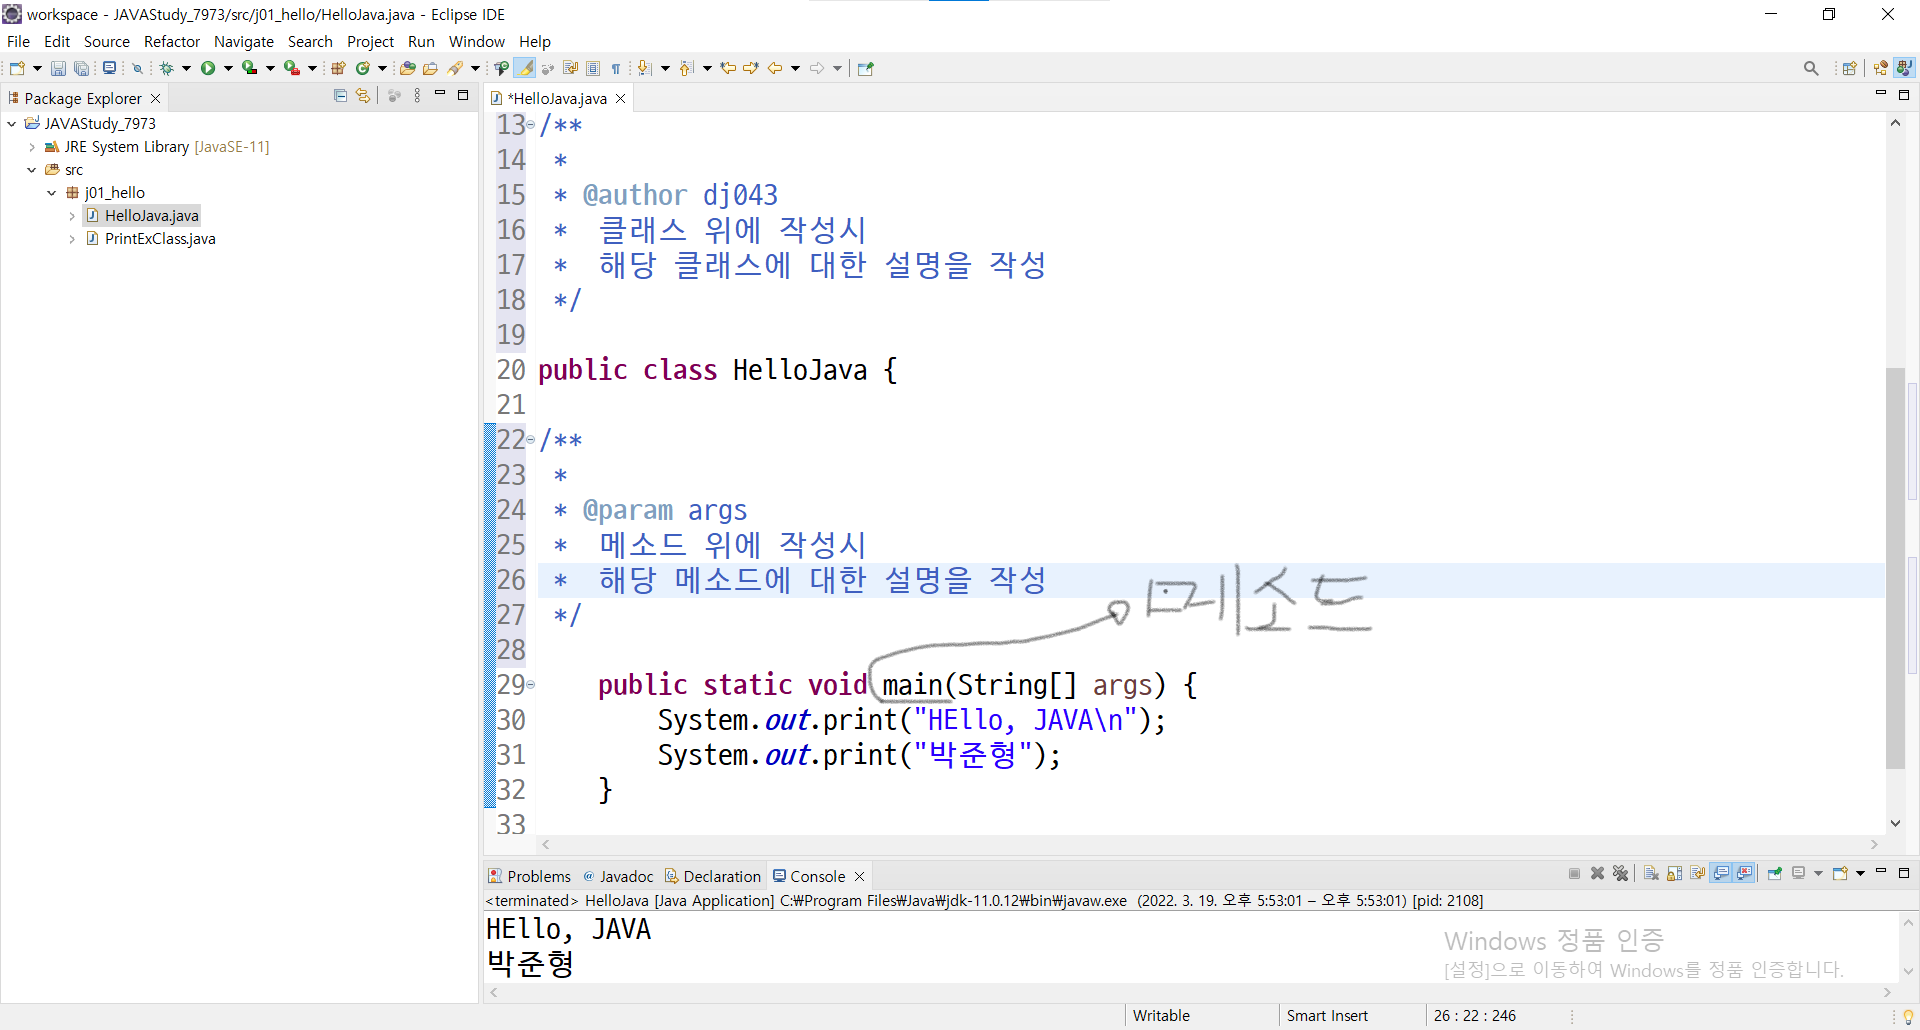 workspace - JAVAStudy_7973/src/j01_hello/HelloJava.java - Eclipse IDE
File Edit Source Refactor Navigate Search Project Run Window Help
Package Explorer
JAVAStudy_7973
JRE System Library [JavaSE-11]
src
j01_hello
HelloJava.java
PrintExClass.java
*HelloJava.java
13 /**
14 *
15 * @author dj043
16 * 클래스 위에 작성시
17 * 해당 클래스에 대한 설명을 작성
18 */
19
20 public class HelloJava {
21
22 /**
23 *
24 * @param args
25 * 메소드 위에 작성시
26 * 해당 메소드에 대한 설명을 작성
메소드
27 */
28
29 public static void main(String[] args) {
30 System.out.print("HEllo, JAVA\n");
31 System.out.print("박준형");
32 }
33
Problems Javadoc Declaration Console
<terminated> HelloJava [Java Application] C:₩Program Files₩Java₩jdk-11.0.12₩bin₩javaw.exe (2022. 3. 19. 오후 5:53:01 – 오후 5:53:01) [pid: 2108]
HEllo, JAVA
박준형
Windows 정품 인증
[설정]으로 이동하여 Windows를 정품 인증합니다.
Writable Smart Insert 26 : 22 : 246